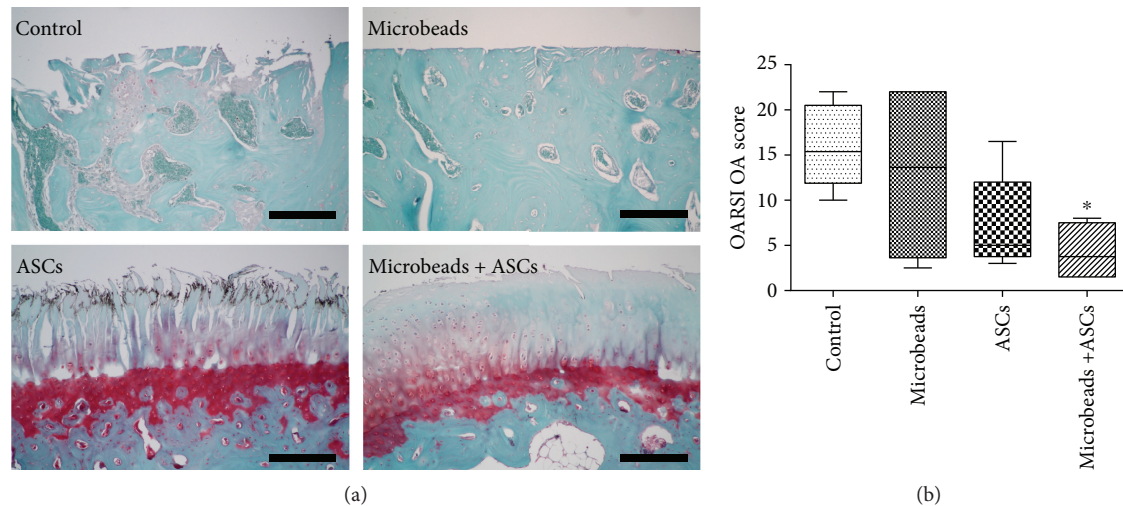 Control
Microbeads
ASCs
Microbeads + ASCs
(a)
OARSI OA score
25
20
15
10
5
0
*
Control
Microbeads
ASCs
Microbeads +ASCs
(b)